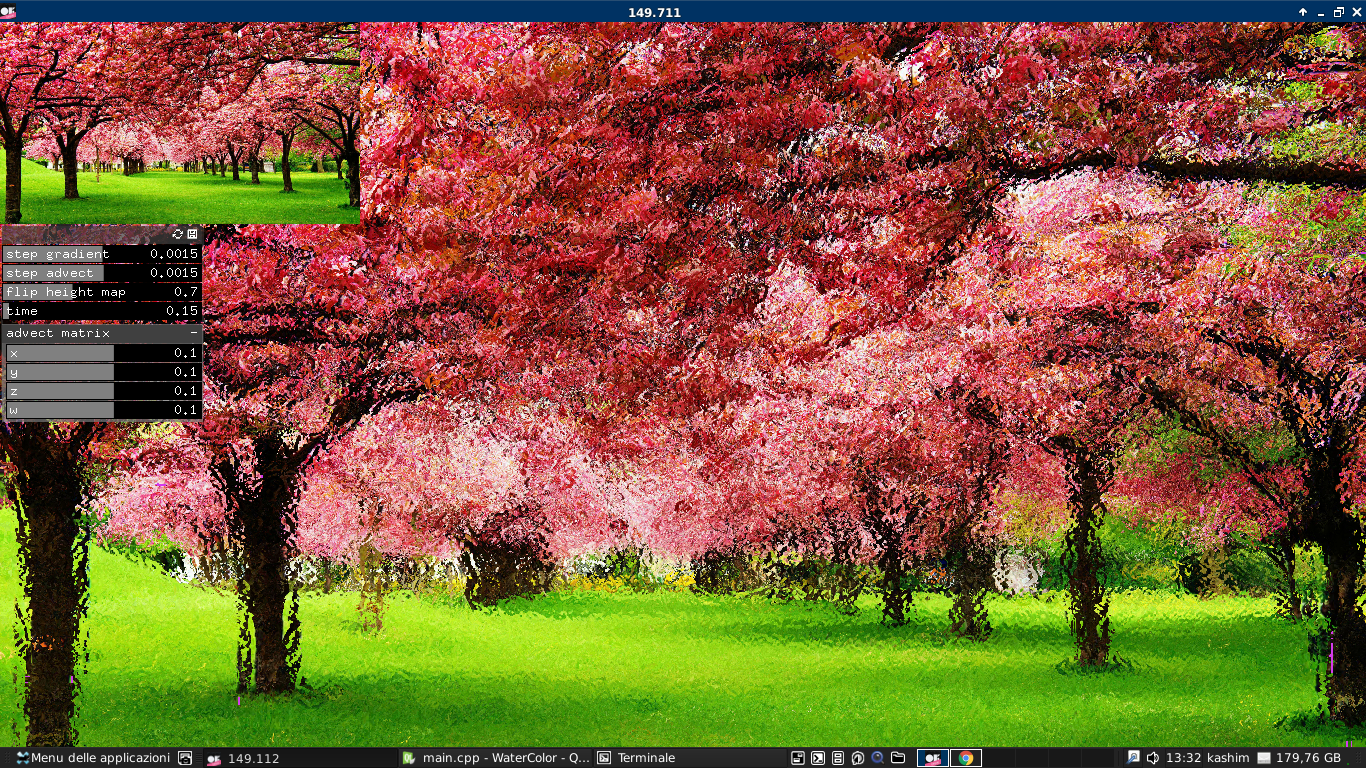 149.711
step gradient 0.0015
step advect 0.0015
flip height map 0.7
time 0.15
advect matrix -
x 0.1
y 0.1
z 0.1
w 0.1
Menu delle applicazioni 149.112 main.cpp - WaterColor - Q... Terminale 13:32 kashim 179,76 GB